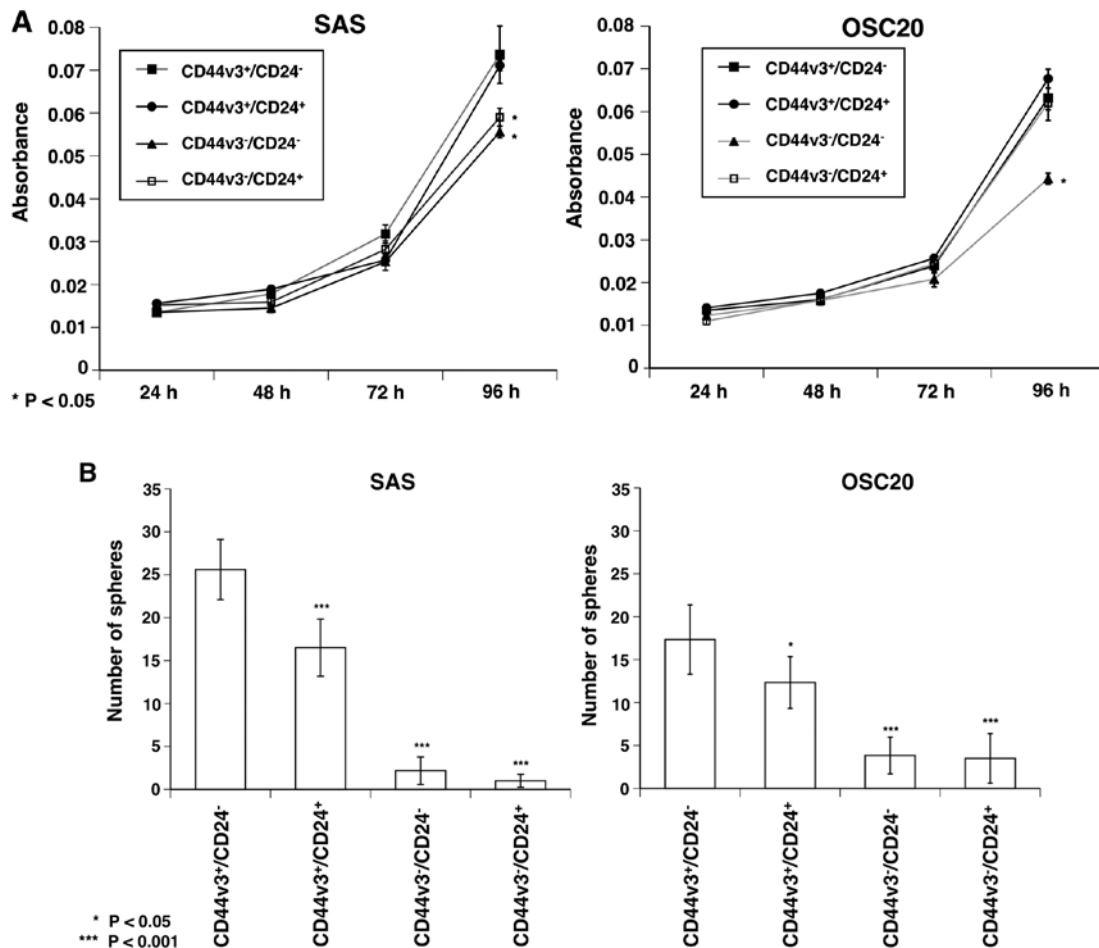 A
SAS
0.08
0.07
0.06
0.05
0.04
0.03
0.02
0.01
0
Absorbance
CD44v3⁺/CD24⁻
CD44v3⁺/CD24⁺
CD44v3⁻/CD24⁻
CD44v3⁻/CD24⁺
*
*
24 h 48 h 72 h 96 h
* P < 0.05
OSC20
0.08
0.07
0.06
0.05
0.04
0.03
0.02
0.01
0
Absorbance
CD44v3⁺/CD24⁻
CD44v3⁺/CD24⁺
CD44v3⁻/CD24⁻
CD44v3⁻/CD24⁺
*
24 h 48 h 72 h 96 h
B
SAS
35
30
25
20
15
10
5
0
Number of spheres
***
***
***
CD44v3⁺/CD24⁻
CD44v3⁺/CD24⁺
CD44v3⁻/CD24⁻
CD44v3⁻/CD24⁺
OSC20
35
30
25
20
15
10
5
0
Number of spheres
*
***
***
CD44v3⁺/CD24⁻
CD44v3⁺/CD24⁺
CD44v3⁻/CD24⁻
CD44v3⁻/CD24⁺
* P < 0.05
*** P < 0.001